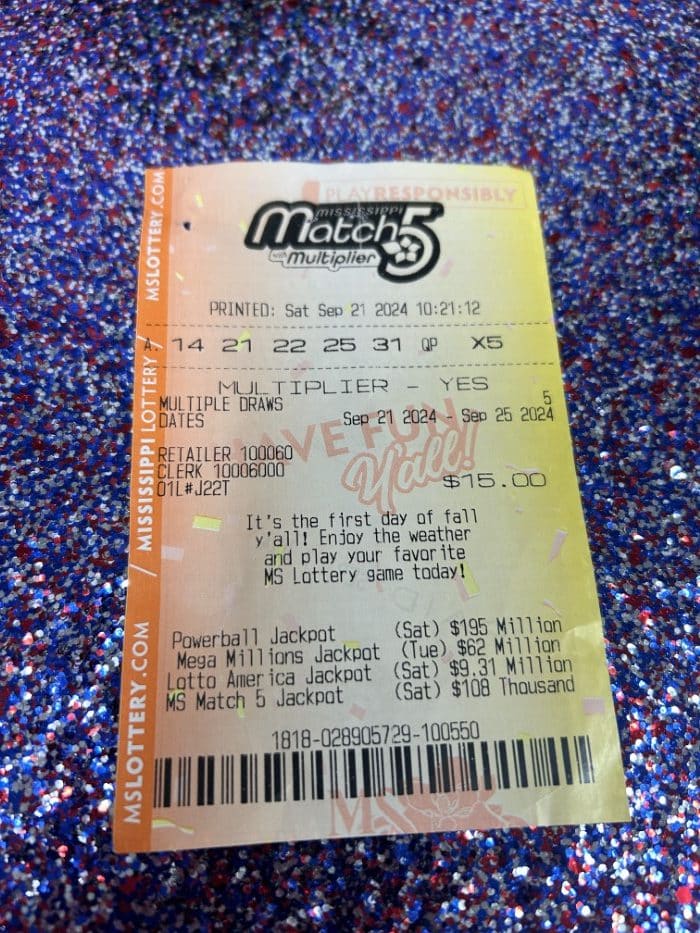 PLAYRESPONSIBLY
MISSISSIPPI
Match 5
with Multiplier
PRINTED: Sat Sep 21 2024 10:21:12
A. 14 21 22 25 31 QP X5
MULTIPLIER - YES
MULTIPLE DRAWS 5
DATES Sep 21 2024 - Sep 25 2024
HAVE FUN
Y'all!
RETAILER 100060
CLERK 10006000
01L#J22T
$15.00
It's the first day of fall
y'all! Enjoy the weather
and play your favorite
MS Lottery game today!
Powerball Jackpot (Sat) $195 Million
Mega Millions Jackpot (Tue) $62 Million
Lotto America Jackpot (Sat) $9.31 Million
MS Match 5 Jackpot (Sat) $108 Thousand
1818-028905729-100550
MS
MSLOTTERY.COM / MISSISSIPPI LOTTERY / MSLOTTERY.COM